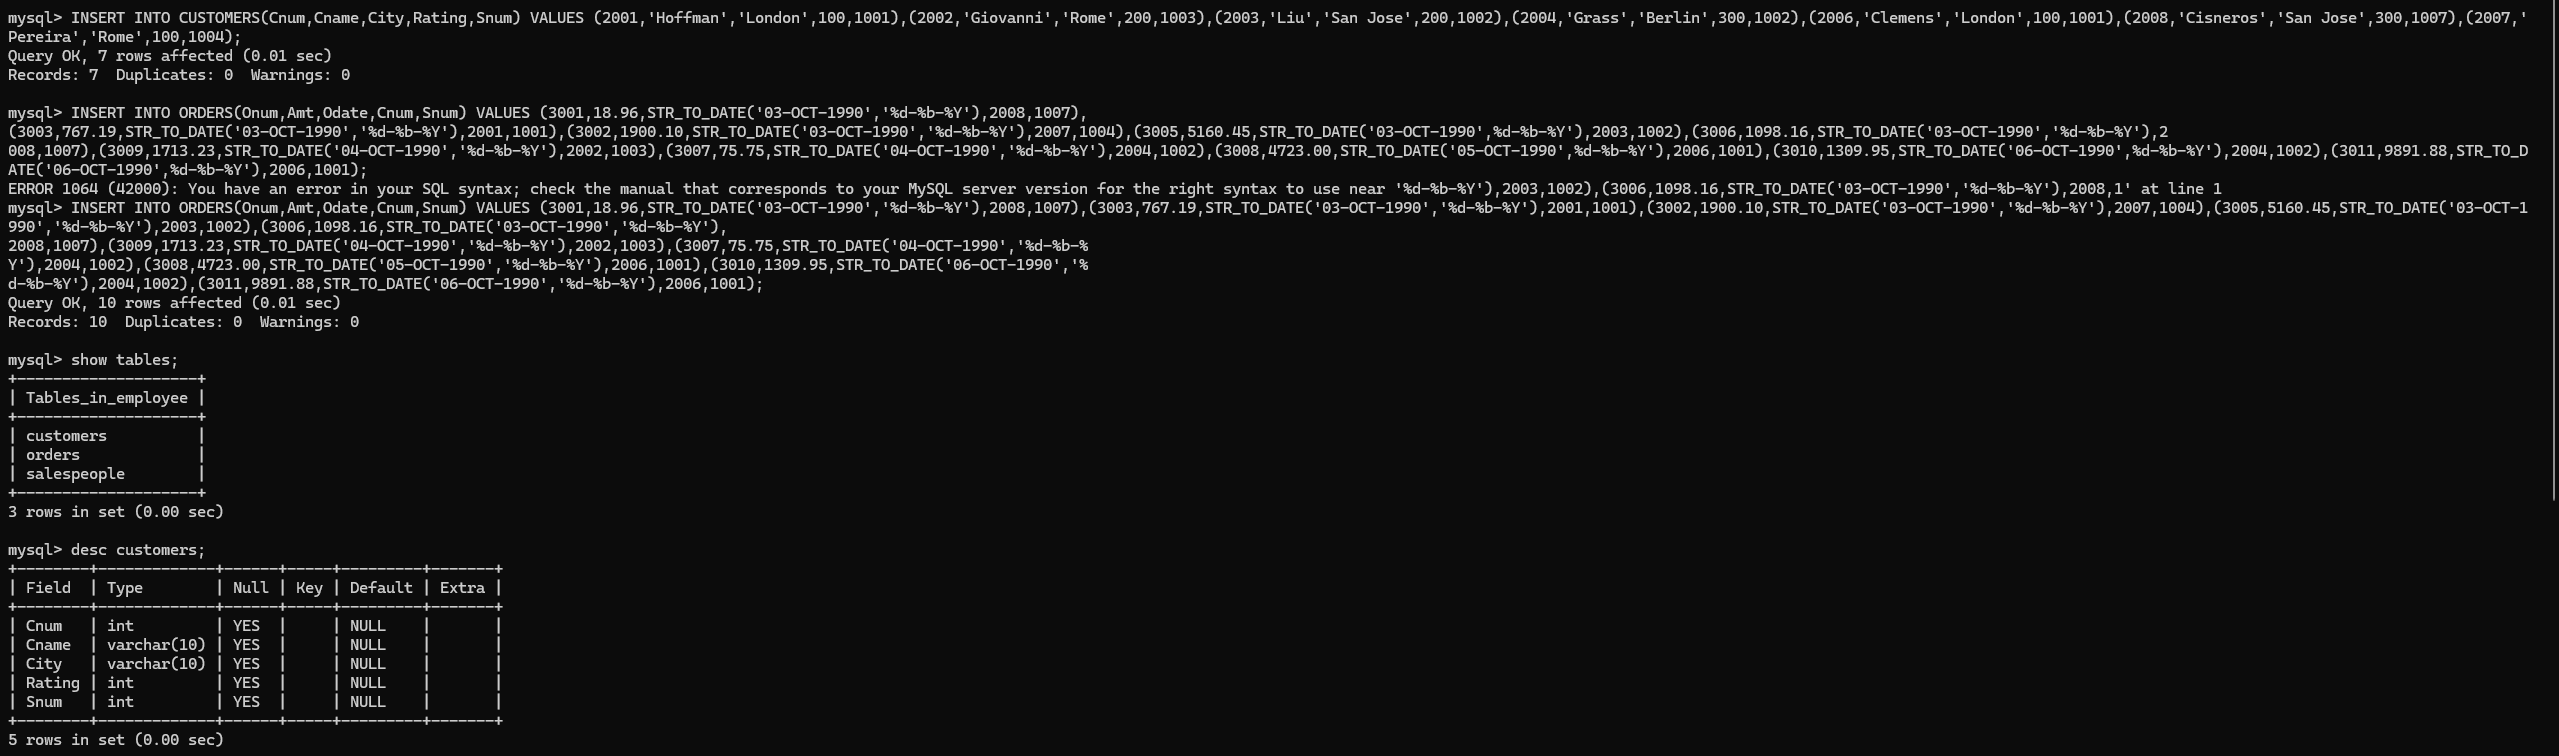 mysql> INSERT INTO CUSTOMERS(Cnum,Cname,City,Rating,Snum) VALUES (2001,'Hoffman','London',100,1001),(2002,'Giovanni','Rome',200,1003),(2003,'Liu','San Jose',200,1002),(2004,'Grass','Berlin',300,1002),(2006,'Clemens','London',100,1001),(2008,'Cisneros','San Jose',300,1007),(2007,'
Pereira','Rome',100,1004);
Query OK, 7 rows affected (0.01 sec)
Records: 7  Duplicates: 0  Warnings: 0

mysql> INSERT INTO ORDERS(Onum,Amt,Odate,Cnum,Snum) VALUES (3001,18.96,STR_TO_DATE('03-OCT-1990','%d-%b-%Y'),2008,1007),
(3003,767.19,STR_TO_DATE('03-OCT-1990','%d-%b-%Y'),2001,1001),(3002,1900.10,STR_TO_DATE('03-OCT-1990','%d-%b-%Y'),2007,1004),(3005,5160.45,STR_TO_DATE('03-OCT-1990',%d-%b-%Y'),2003,1002),(3006,1098.16,STR_TO_DATE('03-OCT-1990','%d-%b-%Y'),2
008,1007),(3009,1713.23,STR_TO_DATE('04-OCT-1990','%d-%b-%Y'),2002,1003),(3007,75.75,STR_TO_DATE('04-OCT-1990','%d-%b-%Y'),2004,1002),(3008,4723.00,STR_TO_DATE('05-OCT-1990',%d-%b-%Y'),2006,1001),(3010,1309.95,STR_TO_DATE('06-OCT-1990','%d-%b-%Y'),2004,1002),(3011,9891.88,STR_TO_D
ATE('06-OCT-1990','%d-%b-%Y'),2006,1001);
ERROR 1064 (42000): You have an error in your SQL syntax; check the manual that corresponds to your MySQL server version for the right syntax to use near '%d-%b-%Y'),2003,1002),(3006,1098.16,STR_TO_DATE('03-OCT-1990','%d-%b-%Y'),2008,1' at line 1
mysql> INSERT INTO ORDERS(Onum,Amt,Odate,Cnum,Snum) VALUES (3001,18.96,STR_TO_DATE('03-OCT-1990','%d-%b-%Y'),2008,1007),(3003,767.19,STR_TO_DATE('03-OCT-1990','%d-%b-%Y'),2001,1001),(3002,1900.10,STR_TO_DATE('03-OCT-1990','%d-%b-%Y'),2007,1004),(3005,5160.45,STR_TO_DATE('03-OCT-1
990','%d-%b-%Y'),2003,1002),(3006,1098.16,STR_TO_DATE('03-OCT-1990','%d-%b-%Y'),
2008,1007),(3009,1713.23,STR_TO_DATE('04-OCT-1990','%d-%b-%Y'),2002,1003),(3007,75.75,STR_TO_DATE('04-OCT-1990','%d-%b-%
Y'),2004,1002),(3008,4723.00,STR_TO_DATE('05-OCT-1990','%d-%b-%Y'),2006,1001),(3010,1309.95,STR_TO_DATE('06-OCT-1990','%
d-%b-%Y'),2004,1002),(3011,9891.88,STR_TO_DATE('06-OCT-1990','%d-%b-%Y'),2006,1001);
Query OK, 10 rows affected (0.01 sec)
Records: 10  Duplicates: 0  Warnings: 0

mysql> show tables;
+--------------------+
| Tables_in_employee |
+--------------------+
| customers          |
| orders             |
| salespeople        |
+--------------------+
3 rows in set (0.00 sec)

mysql> desc customers;
+--------+-------------+------+-----+---------+-------+
| Field  | Type        | Null | Key | Default | Extra |
+--------+-------------+------+-----+---------+-------+
| Cnum   | int         | YES  |     | NULL    |       |
| Cname  | varchar(10) | YES  |     | NULL    |       |
| City   | varchar(10) | YES  |     | NULL    |       |
| Rating | int         | YES  |     | NULL    |       |
| Snum   | int         | YES  |     | NULL    |       |
+--------+-------------+------+-----+---------+-------+
5 rows in set (0.00 sec)